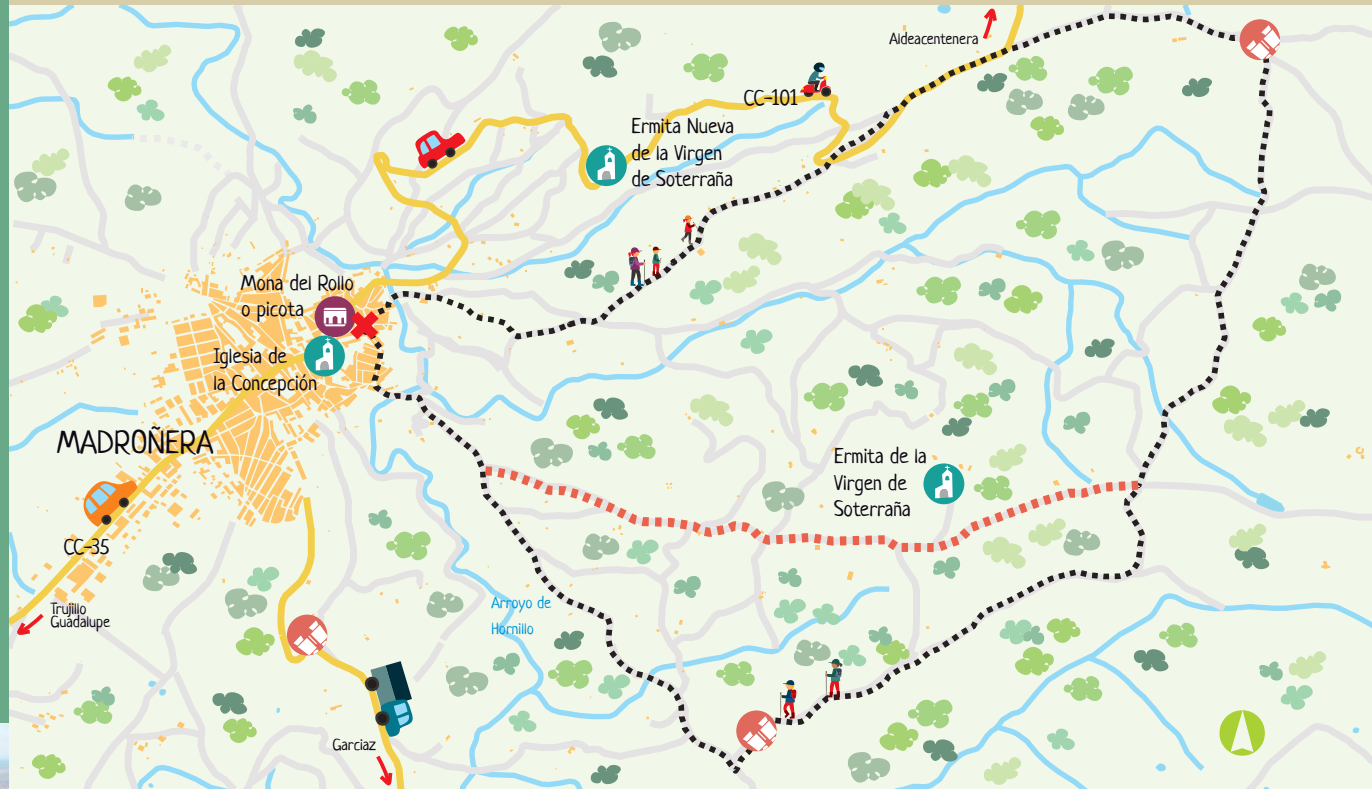 Aldeacentenera
CC-101
Ermita Nueva
de la Virgen
de Soterraña
Mona del Rollo
o picota
Iglesia de
la Concepción
MADROÑERA
Ermita de la
Virgen de
Soterraña
CC-35
Trujillo
Guadalupe
Arroyo de
Hornillo
Garciaz